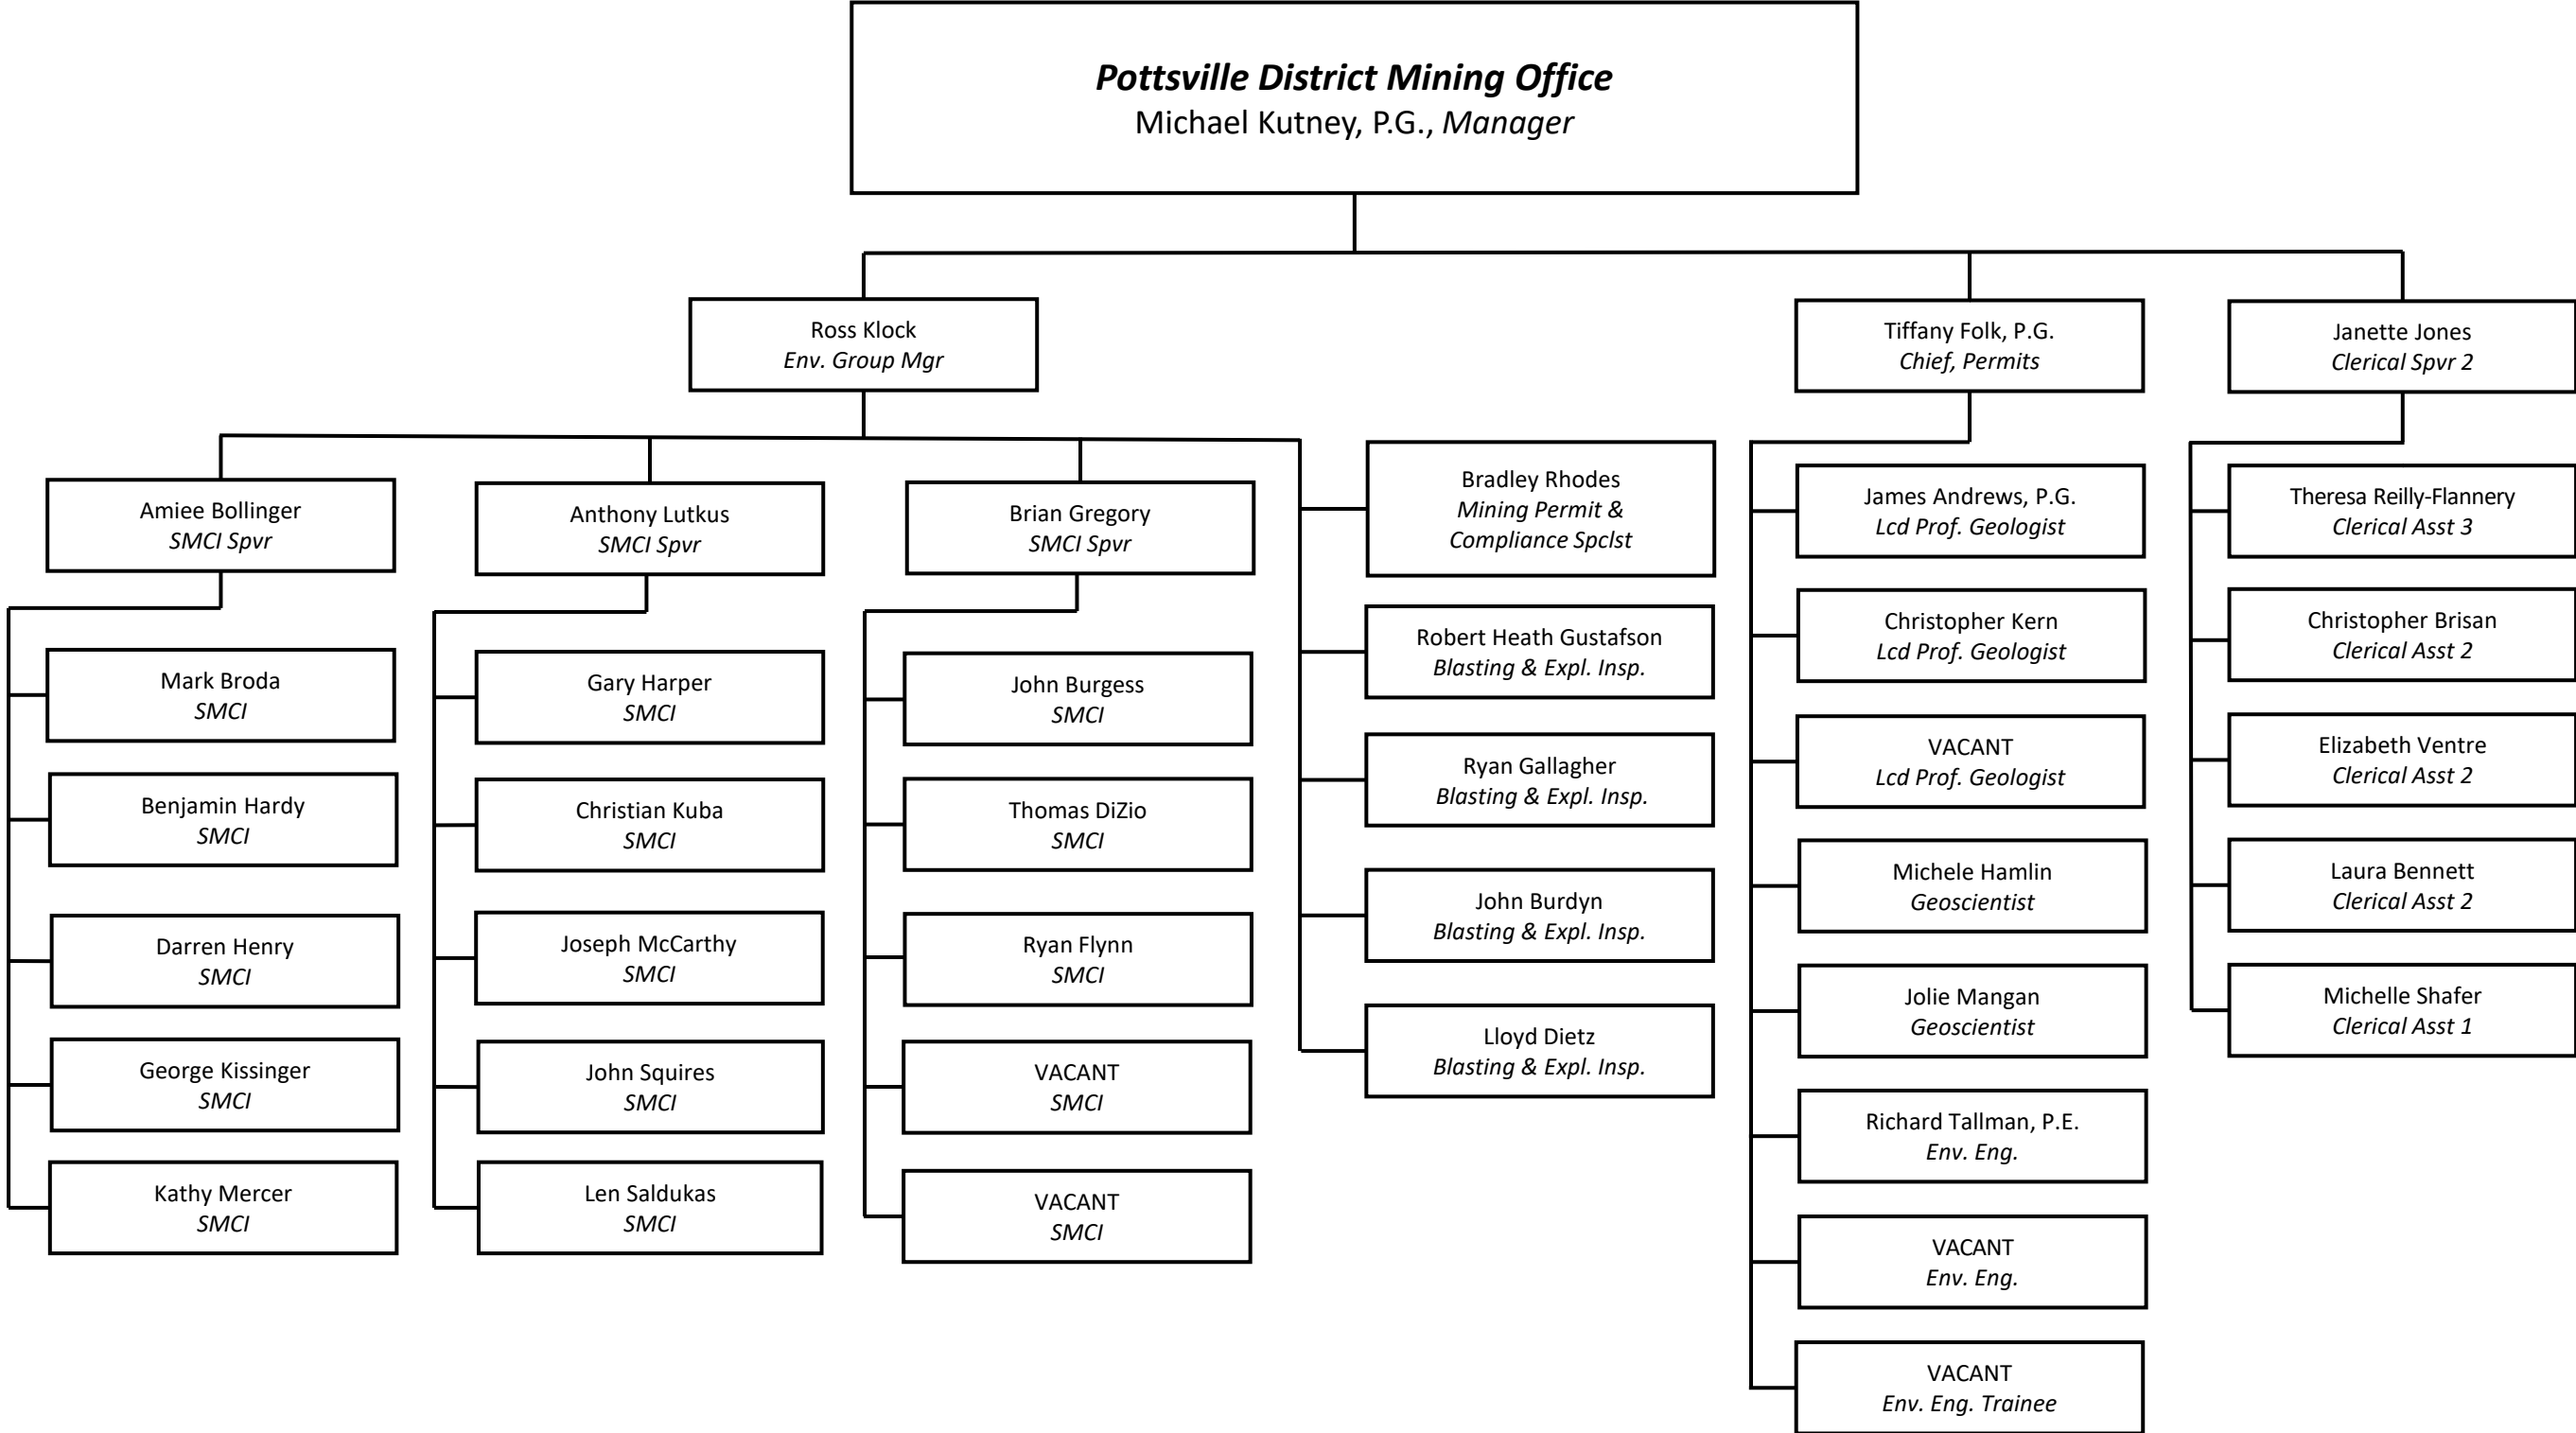 Pottsville District Mining Office
Michael Kutney, P.G., Manager
Ross Klock
Env. Group Mgr
Tiffany Folk, P.G.
Chief, Permits
Janette Jones
Clerical Spvr 2
Amiee Bollinger
SMCI Spvr
Mark Broda
SMCI
Benjamin Hardy
SMCI
Darren Henry
SMCI
George Kissinger
SMCI
Kathy Mercer
SMCI
Anthony Lutkus
SMCI Spvr
Gary Harper
SMCI
Christian Kuba
SMCI
Joseph McCarthy
SMCI
John Squires
SMCI
Len Saldukas
SMCI
Brian Gregory
SMCI Spvr
John Burgess
SMCI
Thomas DiZio
SMCI
Ryan Flynn
SMCI
VACANT
SMCI
VACANT
SMCI
Bradley Rhodes
Mining Permit &
Compliance Spclst
Robert Heath Gustafson
Blasting & Expl. Insp.
Ryan Gallagher
Blasting & Expl. Insp.
John Burdyn
Blasting & Expl. Insp.
Lloyd Dietz
Blasting & Expl. Insp.
James Andrews, P.G.
Lcd Prof. Geologist
Christopher Kern
Lcd Prof. Geologist
VACANT
Lcd Prof. Geologist
Michele Hamlin
Geoscientist
Jolie Mangan
Geoscientist
Richard Tallman, P.E.
Env. Eng.
VACANT
Env. Eng.
VACANT
Env. Eng. Trainee
Theresa Reilly-Flannery
Clerical Asst 3
Christopher Brisan
Clerical Asst 2
Elizabeth Ventre
Clerical Asst 2
Laura Bennett
Clerical Asst 2
Michelle Shafer
Clerical Asst 1